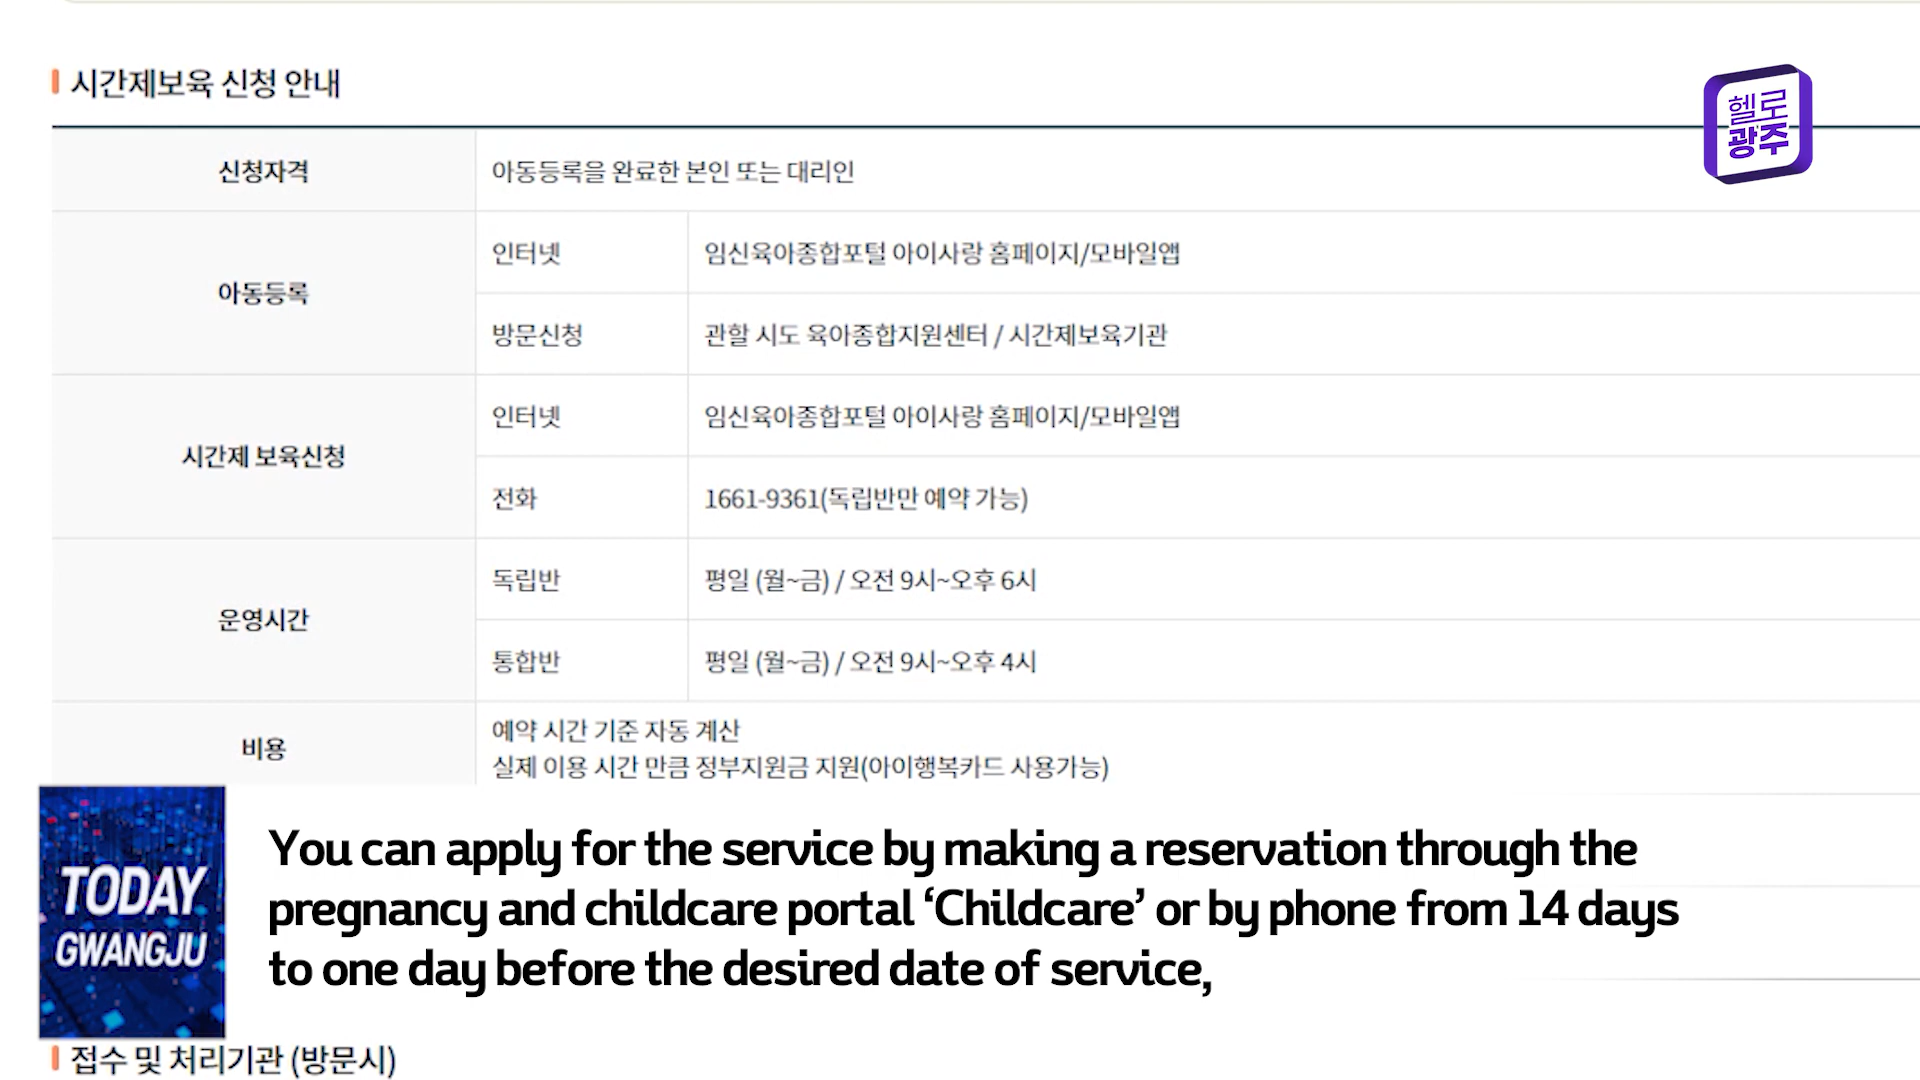 시간제보육 신청 안내
헬로
광주
신청자격 아동등록을 완료한 본인 또는 대리인
아동등록
인터넷 임신육아종합포털 아이사랑 홈페이지/모바일앱
방문신청 관할 시도 육아종합지원센터 / 시간제보육기관
시간제 보육신청
인터넷 임신육아종합포털 아이사랑 홈페이지/모바일앱
전화 1661-9361(독립반만 예약 가능)
운영시간
독립반 평일 (월~금) / 오전 9시~오후 6시
통합반 평일 (월~금) / 오전 9시~오후 4시
비용
예약 시간 기준 자동 계산
실제 이용 시간 만큼 정부지원금 지원(아이행복카드 사용가능)
TODAY
GWANGJU
You can apply for the service by making a reservation through the
pregnancy and childcare portal ‘Childcare’ or by phone from 14 days
to one day before the desired date of service,
접수 및 처리기관 (방문시)